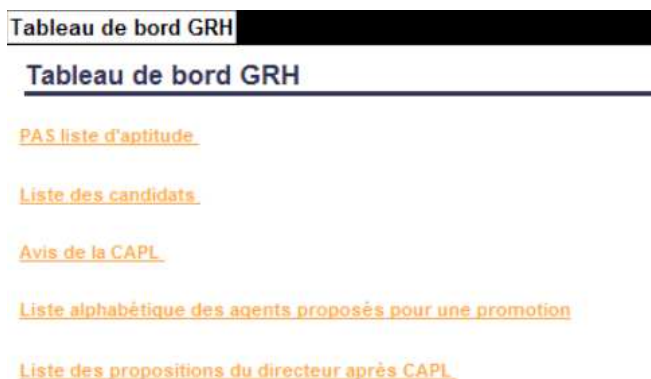 Tableau de bord GRH
Tableau de bord GRH
PAS liste d'aptitude
Liste des candidats
Avis de la CAPL
Liste alphabètique des agents proposés pour une promotion
Liste des propositions du directeur après CAPL